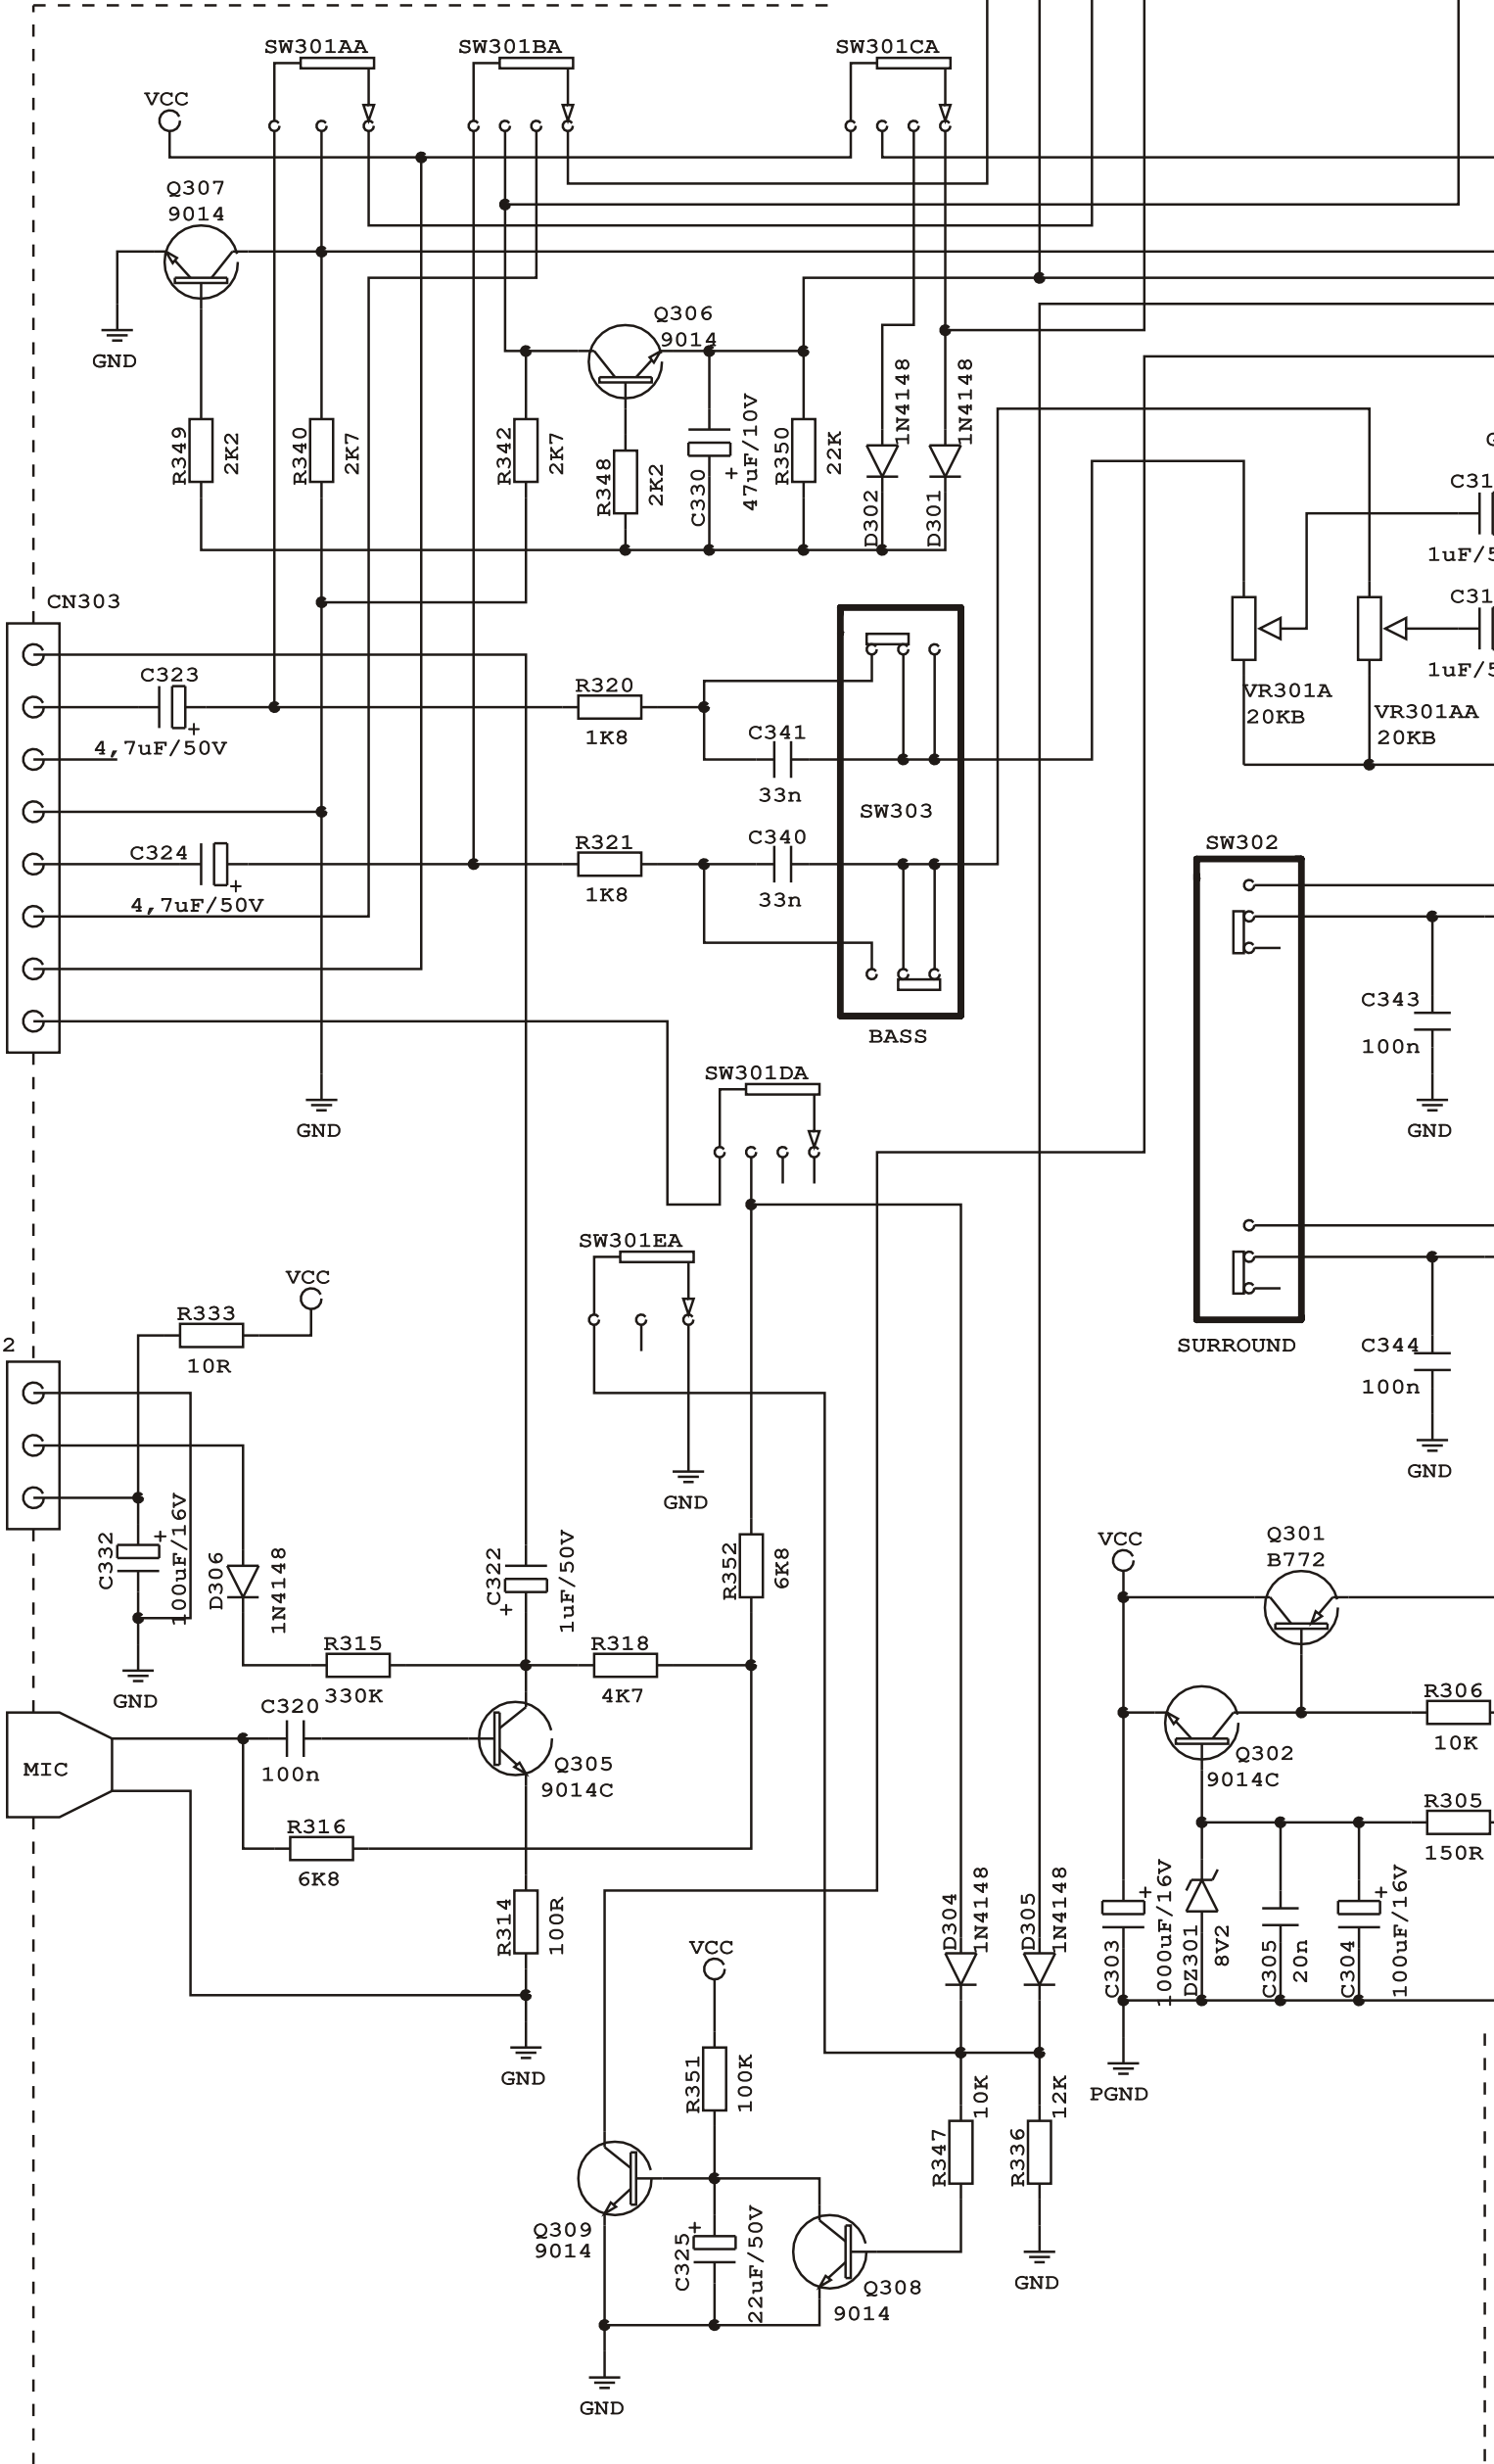 SW301AA
SW301BA
SW301CA
VCC
Q307
9014
Q306
9014
GND
1N4148
1N4148
R349
2K2
R340
2K7
R342
2K7
R348
2K2
C330
+
47uF/10V
R350
22K
D302
D301
C31
1uF/5
CN303
C31
1uF/5
C323
+
4,7uF/50V
R320
1K8
C341
33n
VR301A
20KB
VR301AA
20KB
SW303
C324
+
4,7uF/50V
R321
1K8
C340
33n
SW302
BASS
C343
100n
GND
SW301DA
GND
SW301EA
VCC
R333
10R
2
SURROUND
C344
100n
GND
GND
C332
+
100uF/16V
D306
1N4148
C322
+
1uF/50V
R352
6K8
VCC
Q301
B772
R315
330K
R318
4K7
GND
C320
100n
MIC
Q305
9014C
Q302
9014C
R306
10K
R316
6K8
R305
150R
R314
100R
VCC
D304
1N4148
D305
1N4148
C303
+
1000uF/16V
DZ301
8V2
C305
20n
C304
+
100uF/16V
GND
R351
100K
10K
12K
PGND
R347
R336
Q309
9014
C325
+
22uF/50V
Q308
9014
GND
GND